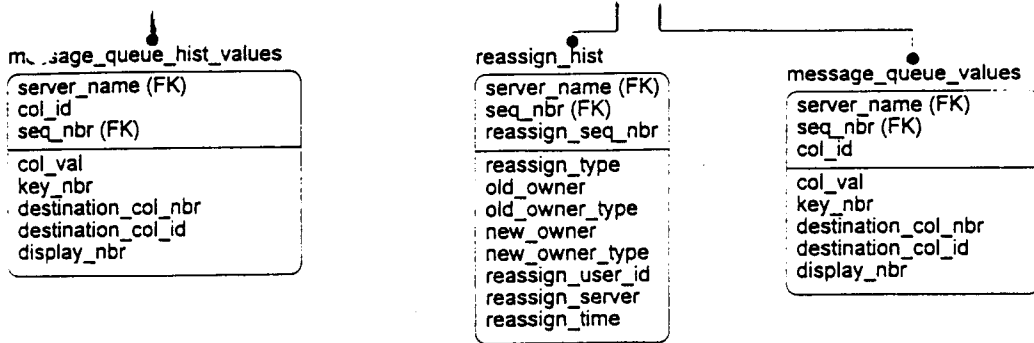 message_queue_hist_values
server_name (FK)
col_id
seq_nbr (FK)
col_val
key_nbr
destination_col_nbr
destination_col_id
display_nbr
reassign_hist
server_name (FK)
seq_nbr (FK)
reassign_seq_nbr
reassign_type
old_owner
old_owner_type
new_owner
new_owner_type
reassign_user_id
reassign_server
reassign_time
message_queue_values
server_name (FK)
seq_nbr (FK)
col_id
col_val
key_nbr
destination_col_nbr
destination_col_id
display_nbr